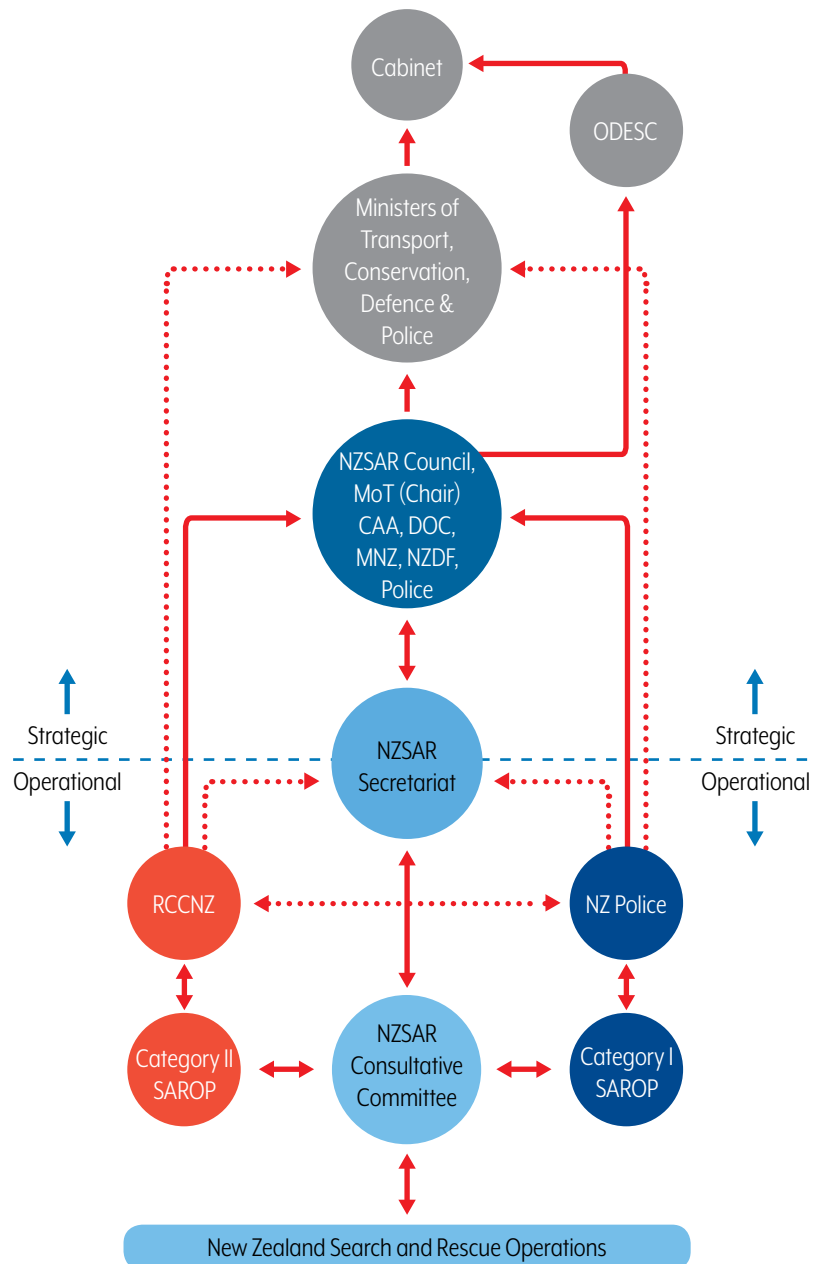 Cabinet
ODESC
Ministers of
Transport,
Conservation,
Defence &
Police
NZSAR Council,
MoT (Chair)
CAA, DOC,
MNZ, NZDF,
Police
Strategic
Operational
NZSAR
Secretariat
Strategic
Operational
RCCNZ
NZ Police
Category II
SAROP
NZSAR
Consultative
Committee
Category I
SAROP
New Zealand Search and Rescue Operations